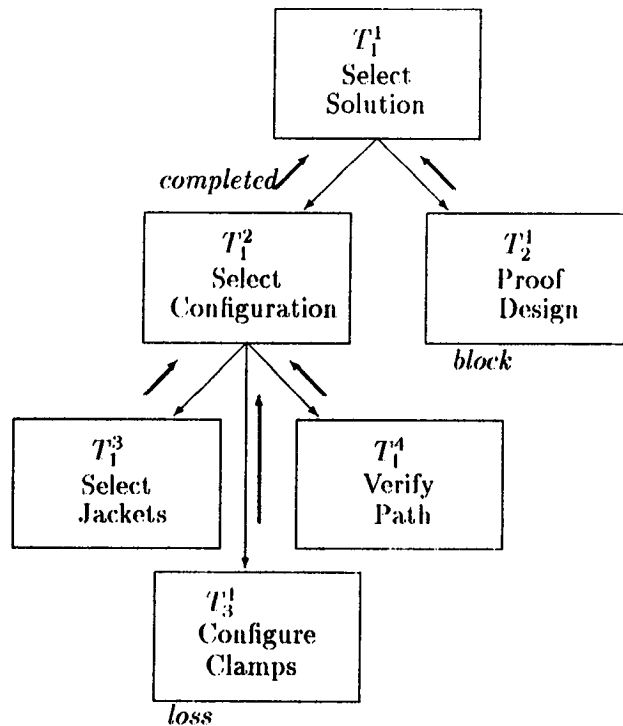 T₁¹
Select
Solution
completed
T₁²
Select
Configuration
T₂¹
Proof
Design
block
T₁³
Select
Jackets
T₁⁴
Verify
Path
T₃¹
Configure
Clamps
loss